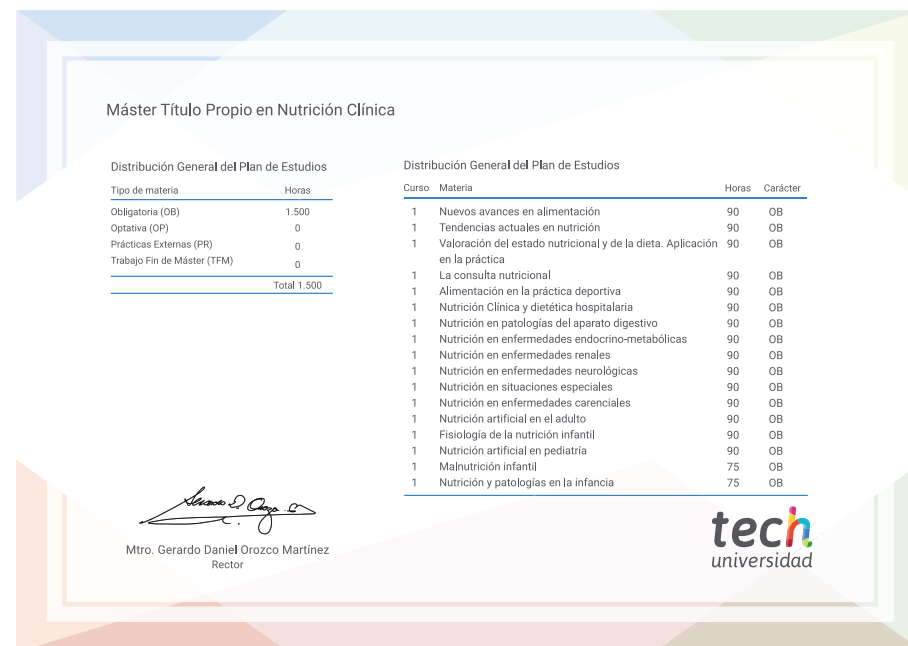 Máster Título Propio en Nutrición Clínica
Distribución General del Plan de Estudios
Tipo de materia Horas
Obligatoria (OB) 1.500
Optativa (OP) 0
Prácticas Externas (PR) 0
Trabajo Fin de Máster (TFM) 0
Total 1.500
Distribución General del Plan de Estudios
Curso Materia Horas Carácter
1 Nuevos avances en alimentación 90 OB
1 Tendencias actuales en nutrición 90 OB
1 Valoración del estado nutricional y de la dieta. Aplicación 90 OB
en la práctica
1 La consulta nutricional 90 OB
1 Alimentación en la práctica deportiva 90 OB
1 Nutrición Clínica y dietética hospitalaria 90 OB
1 Nutrición en patologías del aparato digestivo 90 OB
1 Nutrición en enfermedades endocrino-metabólicas 90 OB
1 Nutrición en enfermedades renales 90 OB
1 Nutrición en enfermedades neurológicas 90 OB
1 Nutrición en situaciones especiales 90 OB
1 Nutrición en enfermedades carenciales 90 OB
1 Nutrición artificial en el adulto 90 OB
1 Fisiología de la nutrición infantil 90 OB
1 Nutrición artificial en pediatría 90 OB
1 Malnutrición infantil 75 OB
1 Nutrición y patologías en la infancia 75 OB
Mtro. Gerardo Daniel Orozco Martínez
Rector
tech
universidad